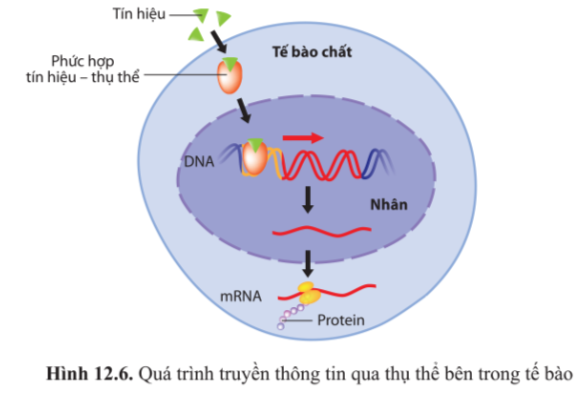 Tín hiệu
Tế bào chất
Phức hợp
tín hiệu – thụ thể
DNA
Nhân
mRNA
Protein
Hình 12.6. Quá trình truyền thông tin qua thụ thể bên trong tế bào